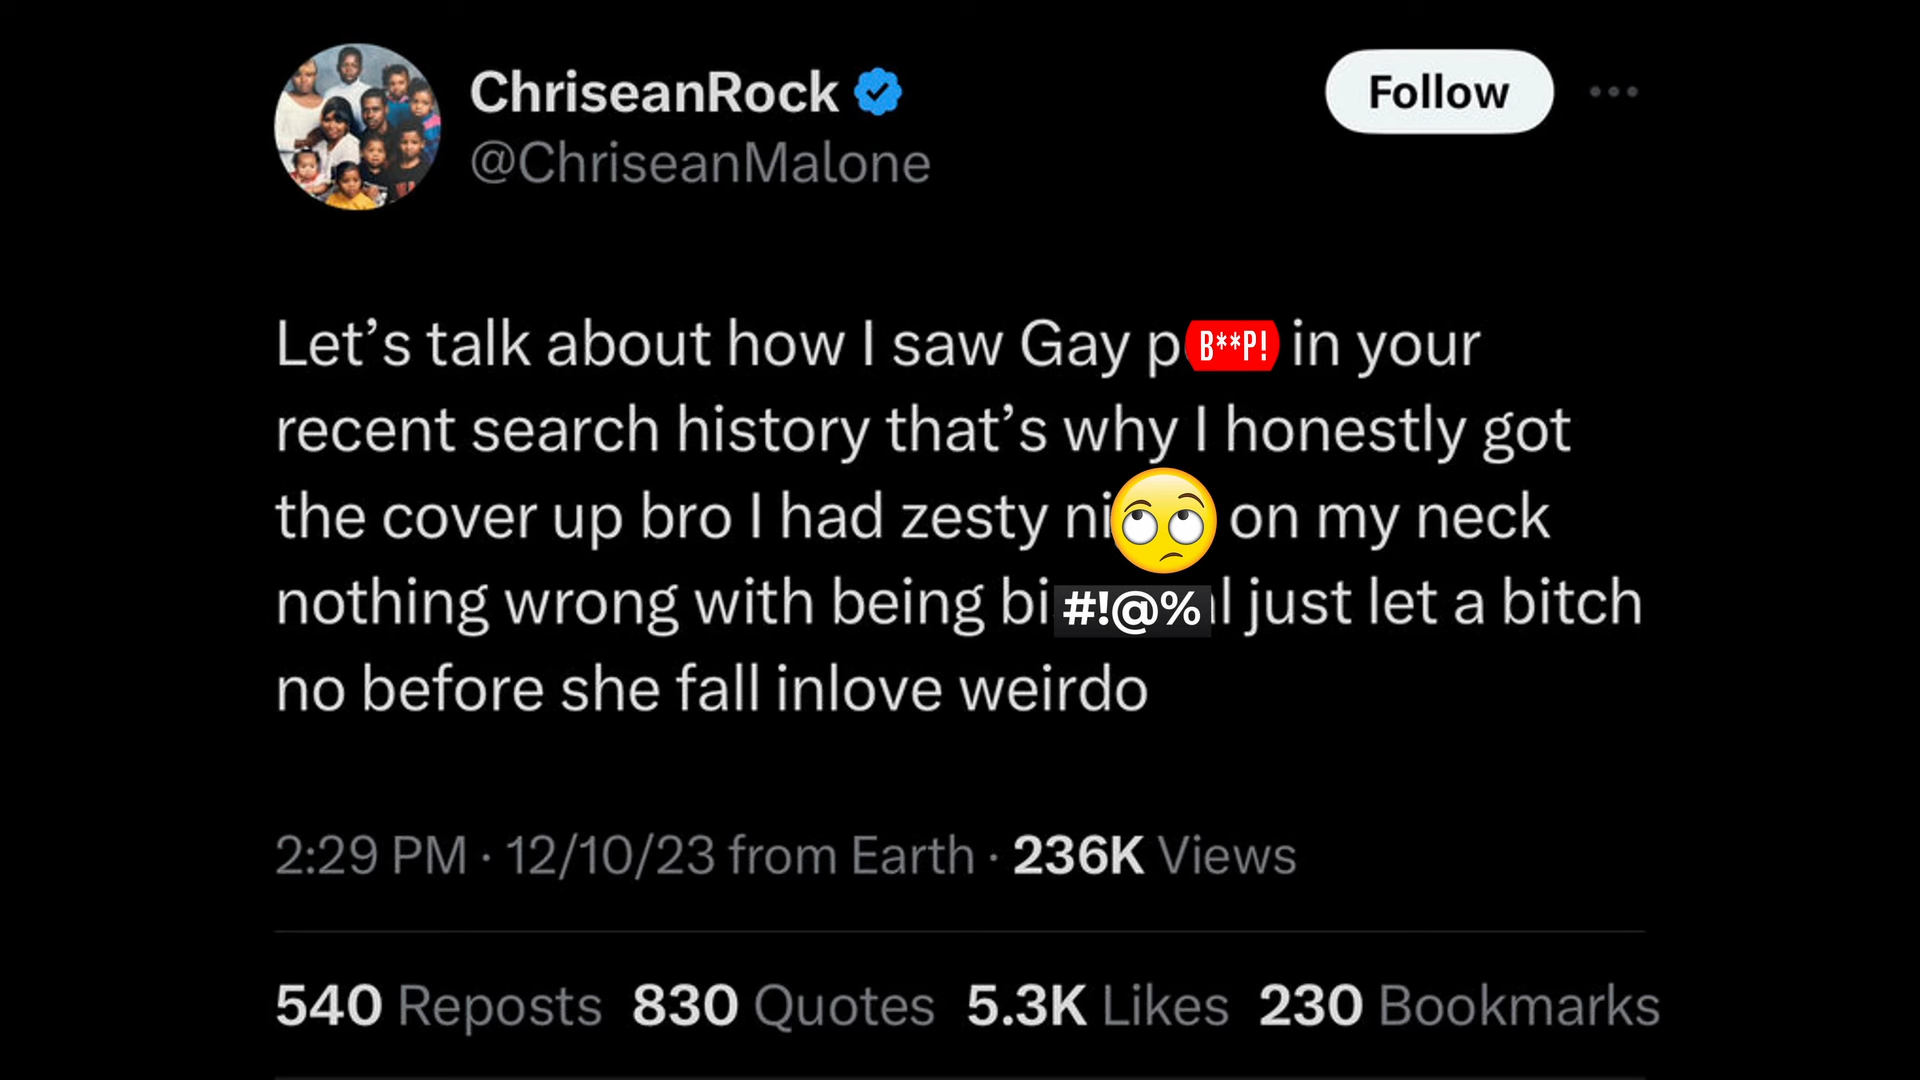 ChriseanRock
@ChriseanMalone
Follow
Let’s talk about how I saw Gay p B**P! in your
recent search history that’s why I honestly got
the cover up bro I had zesty ni on my neck
nothing wrong with being bi #!@% l just let a bitch
no before she fall inlove weirdo
2:29 PM · 12/10/23 from Earth · 236K Views
540 Reposts 830 Quotes 5.3K Likes 230 Bookmarks